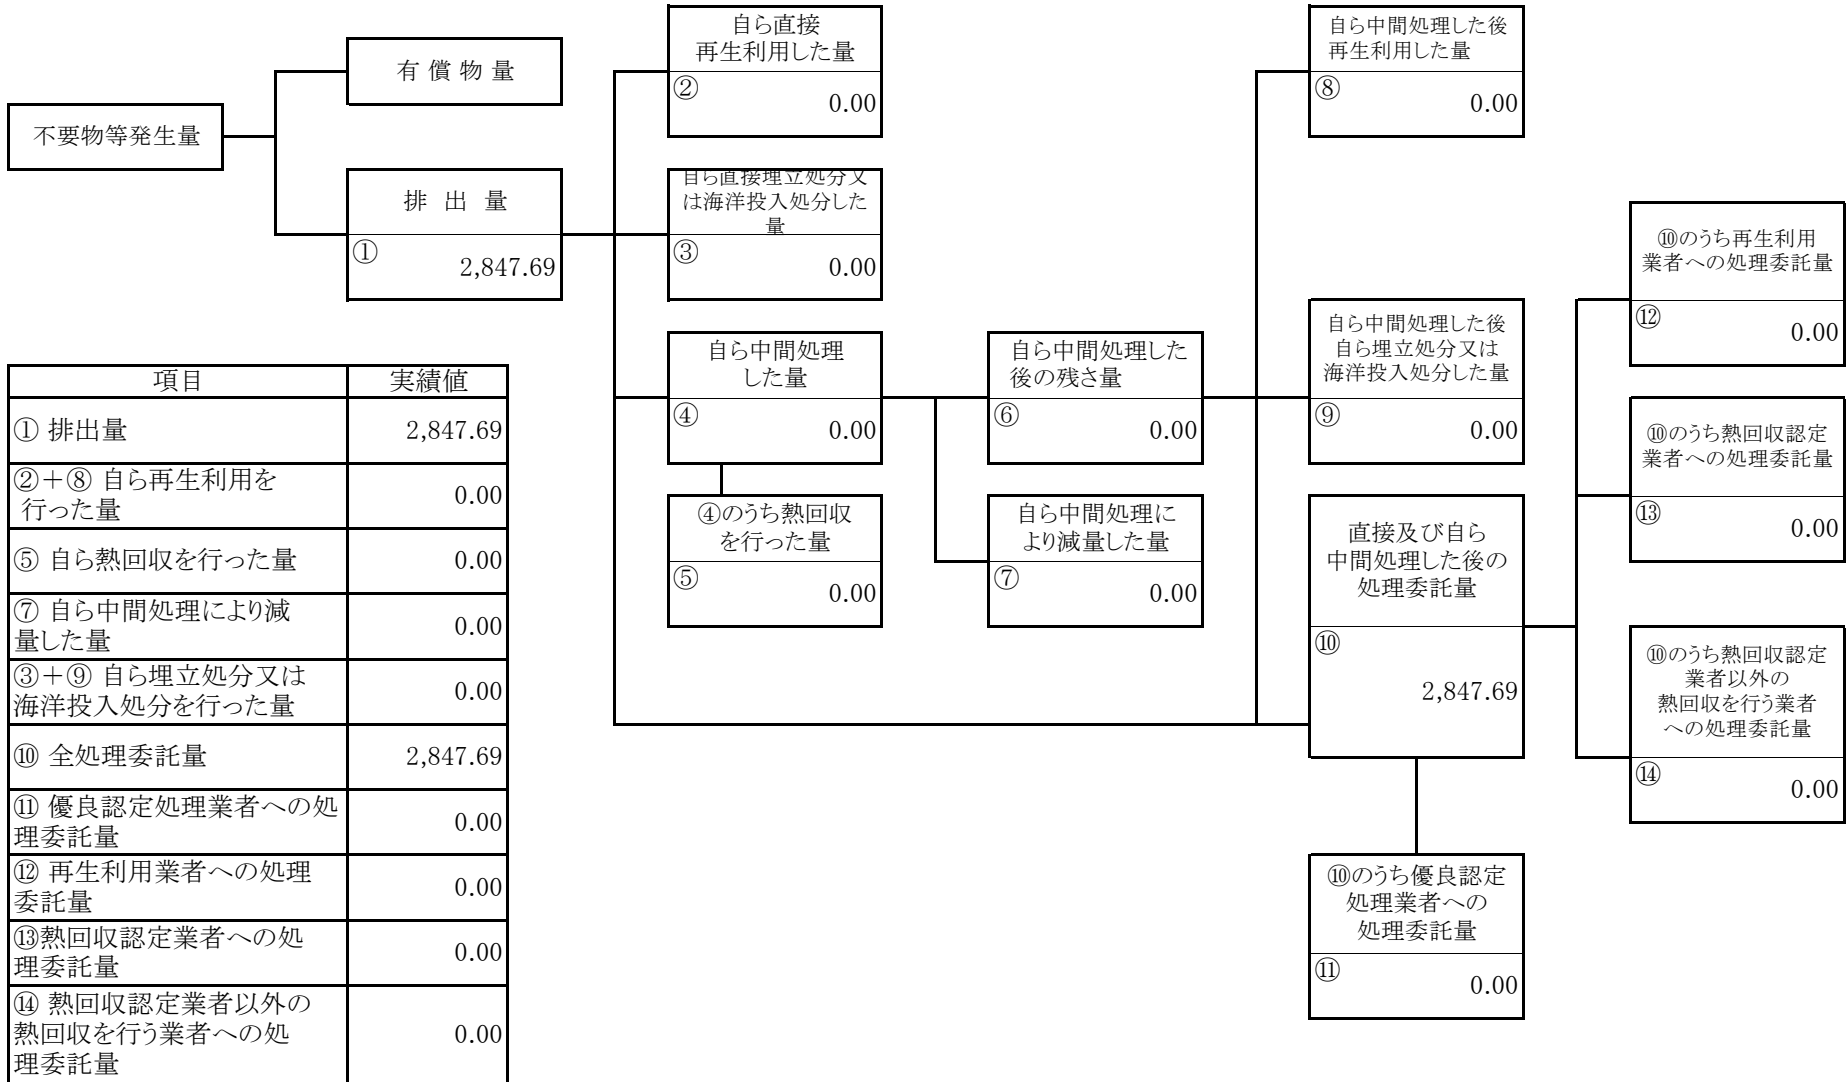 不要物等発生量
有 償 物 量
排 出 量
①
2,847.69
自ら直接
再生利用した量
②
0.00
自ら直接埋立処分又
は海洋投入処分した
量
③
0.00
自ら中間処理
した量
④
0.00
④のうち熱回収
を行った量
⑤
0.00
自ら中間処理した
後の残さ量
⑥
0.00
自ら中間処理に
より減量した量
⑦
0.00
自ら中間処理した後
再生利用した量
⑧
0.00
自ら中間処理した後
自ら埋立処分又は
海洋投入処分した量
⑨
0.00
直接及び自ら
中間処理した後の
処理委託量
⑩
2,847.69
⑩のうち優良認定
処理業者への
処理委託量
⑪
0.00
⑩のうち再生利用
業者への処理委託量
⑫
0.00
⑩のうち熱回収認定
業者への処理委託量
⑬
0.00
⑩のうち熱回収認定
業者以外の
熱回収を行う業者
への処理委託量
⑭
0.00
項目 実績値
① 排出量 2,847.69
②＋⑧ 自ら再生利用を
行った量
0.00
⑤ 自ら熱回収を行った量 0.00
⑦ 自ら中間処理により減
量した量
0.00
③＋⑨ 自ら埋立処分又は
海洋投入処分を行った量
0.00
⑩ 全処理委託量 2,847.69
⑪ 優良認定処理業者への処
理委託量
0.00
⑫ 再生利用業者への処理
委託量
0.00
⑬熱回収認定業者への処
理委託量
0.00
⑭ 熱回収認定業者以外の
熱回収を行う業者への処
理委託量
0.00